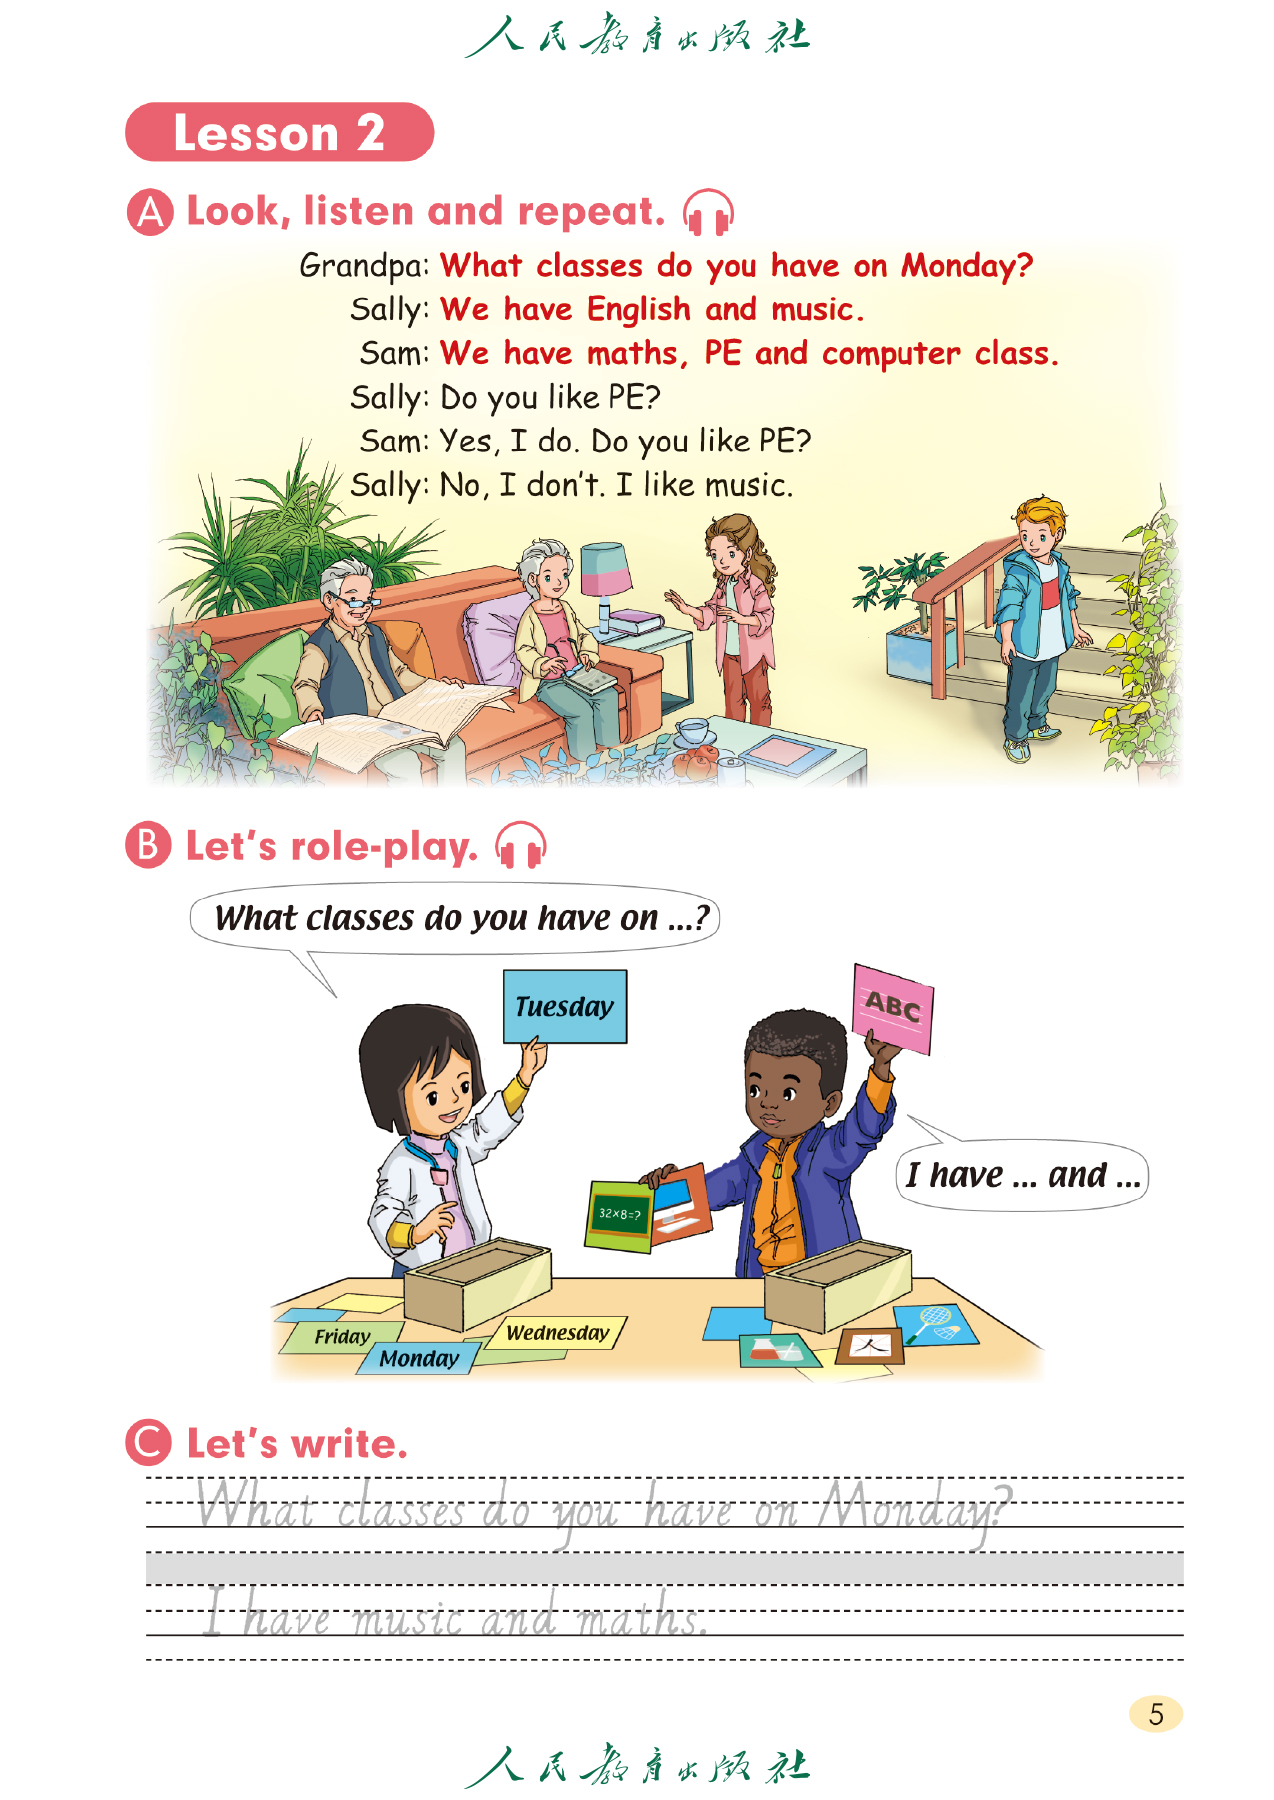 人民教育出版社
Lesson 2
A Look, listen and repeat.
Grandpa: What classes do you have on Monday?
Sally: We have English and music.
Sam: We have maths, PE and computer class.
Sally: Do you like PE?
Sam: Yes, I do. Do you like PE?
Sally: No, I don't. I like music.
B Let's role-play.
What classes do you have on ...?
Tuesday
ABC
I have ... and ...
32×8=?
Friday
Monday
Wednesday
大
C Let's write.
What classes do you have on Monday?
I have music and maths.
5
人民教育出版社